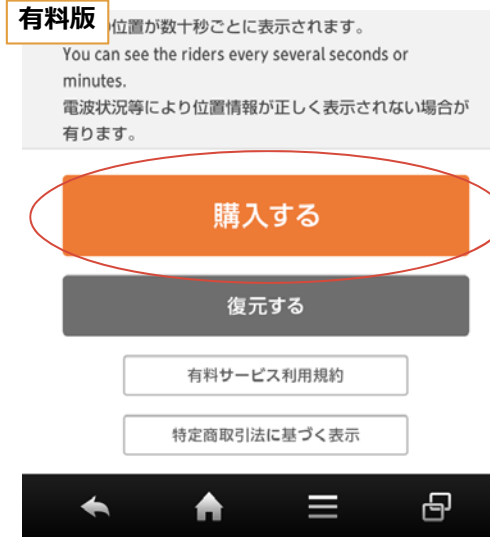 有料版
位置が数十秒ごとに表示されます。
You can see the riders every several seconds or
minutes.
電波状況等により位置情報が正しく表示されない場合が
有ります。
購入する
復元する
有料サービス利用規約
特定商取引法に基づく表示